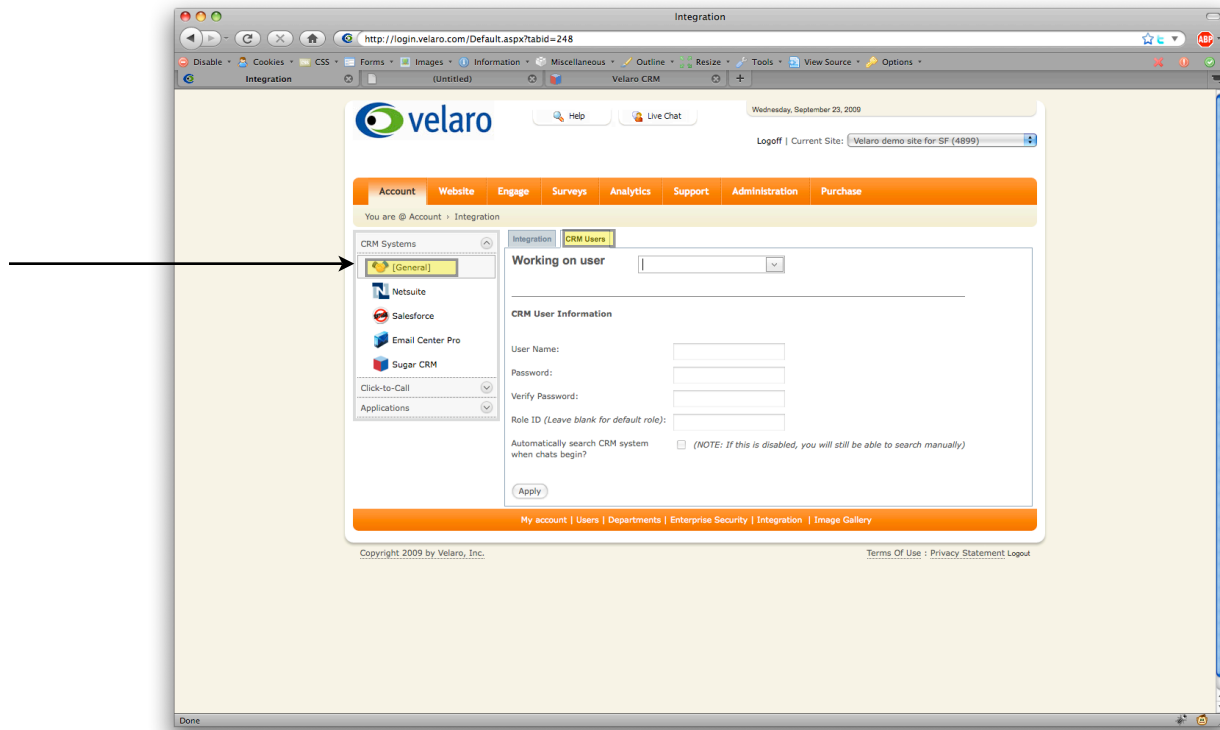 Integration
http://login.velaro.com/Default.aspx?tabid=248
ABP
Disable Cookies CSS Forms Images Information Miscellaneous Outline Resize Tools View Source Options
Integration (Untitled) Velaro CRM +
velaro
Help
Live Chat
Wednesday, September 23, 2009
Logoff | Current Site: Velaro demo site for SF (4899)
Account Website Engage Surveys Analytics Support Administration Purchase
You are @ Account › Integration
CRM Systems
[General]
Netsuite
Salesforce
Email Center Pro
Sugar CRM
Click-to-Call
Applications
Integration CRM Users
Working on user
CRM User Information
User Name:
Password:
Verify Password:
Role ID (Leave blank for default role):
Automatically search CRM system
when chats begin?
(NOTE: If this is disabled, you will still be able to search manually)
Apply
My account | Users | Departments | Enterprise Security | Integration | Image Gallery
Copyright 2009 by Velaro, Inc.
Terms Of Use : Privacy Statement Logout
Done